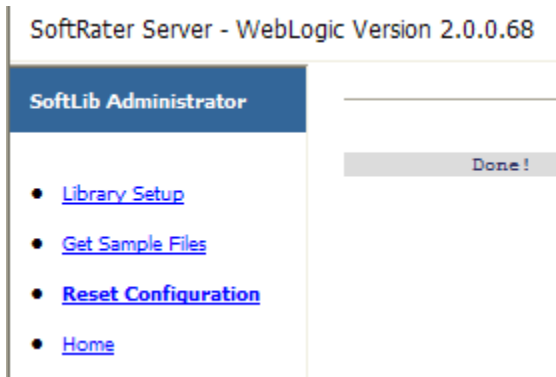 SoftRater Server - WebLogic Version 2.0.0.68
SoftLib Administrator
Done!
Library Setup
Get Sample Files
Reset Configuration
Home